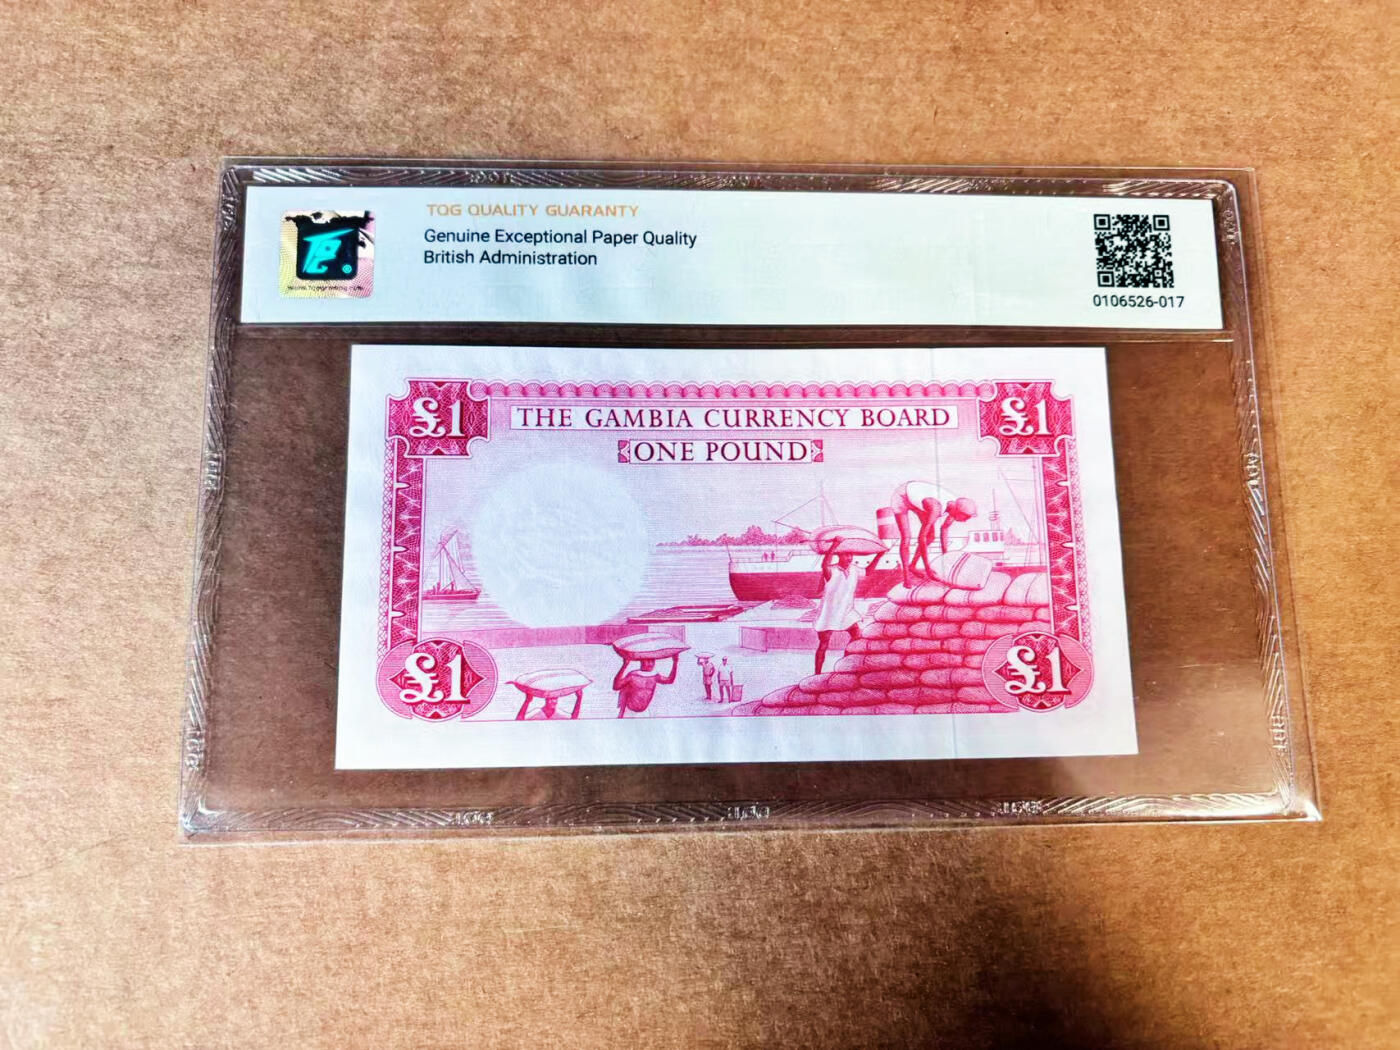 TQG QUALITY GUARANTY
Genuine Exceptional Paper Quality
British Administration
0106526-017
£1
£1
THE GAMBIA CURRENCY BOARD
ONE POUND
£1
£1